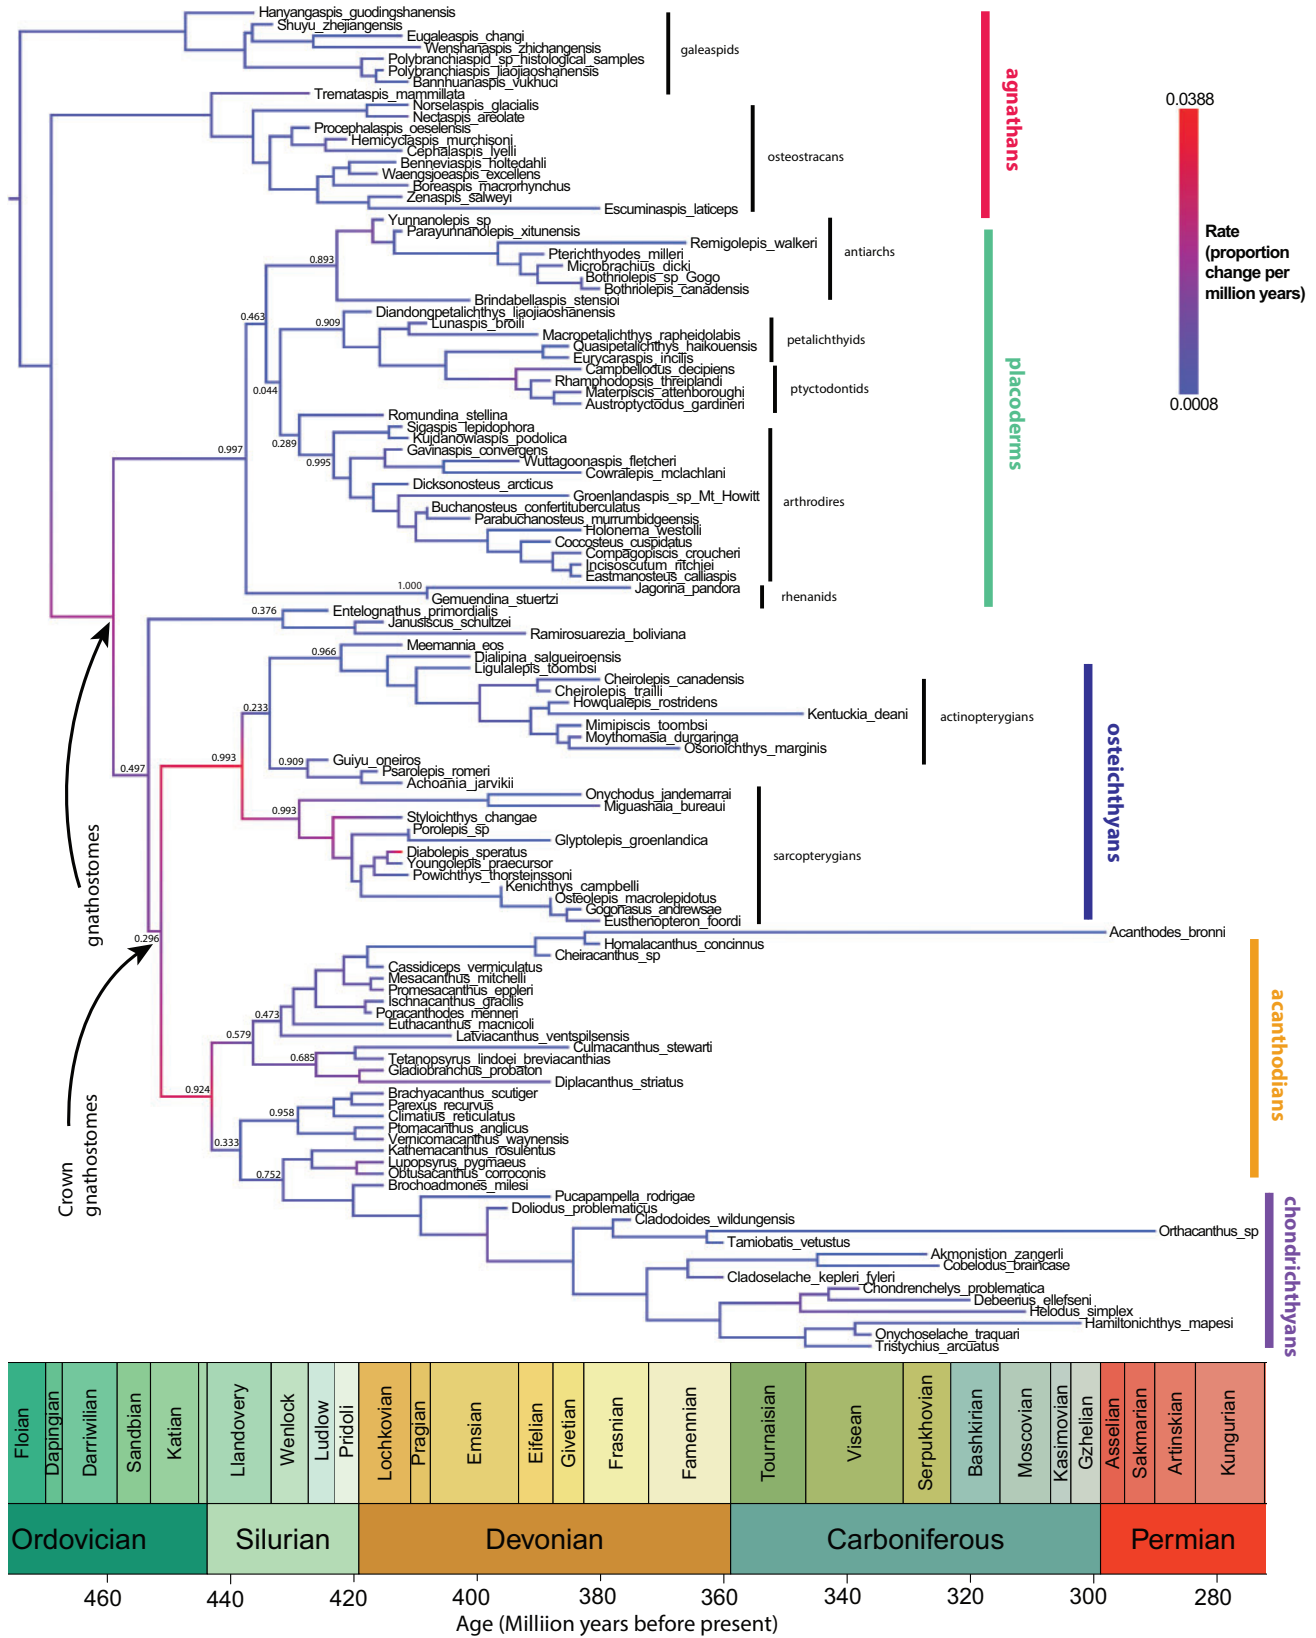 Hanyangaspis_guodingshanensis
Shuyu_zhejiangensis
Eugaleaspis_changi
Wenshanaspis_zhichangensis
Polybranchiaspid_sp_histological_samples
Polybranchiaspis_liaojiaoshanensis
Bannhuanaspis_vukhuci
galeaspids
Tremataspis_mammillata
Norselaspis_glacialis
Nectaspis_areolate
Procephalaspis_oeselensis
Hemicyclaspis_murchisoni
Cephalaspis_lyelli
Benneviaspis_holtedahli
Waengsjoeaspis_excellens
Boreaspis_macrorhynchus
Zenaspis_salweyi
Escuminaspis_laticeps
osteostracans
agnathans
0.0388
Rate
(proportion
change per
million years)
0.0008
Yunnanolepis_sp
Parayunnanolepis_xitunensis
Remigolepis_walkeri
Pterichthyodes_milleri
Microbrachius_dicki
Bothriolepis_sp_Gogo
Bothriolepis_canadensis
Brindabellaspis_stensioi
antiarchs
0.893
0.463
0.909
Diandongpetalichthys_liaojiaoshanensis
Lunaspis_broili
Macropetalichthys_rapheidolabis
Quasipetalichthys_haikouensis
Eurycaraspis_incilis
petalichthyids
Campbellodus_decipiens
Rhamphodopsis_threiplandi
Materpiscis_attenboroughi
Austroptyctodus_gardineri
ptyctodontids
0.044
placoderms
Romundina_stellina
Sigaspis_lepidophora
Kujdanowiaspis_podolica
Gavinaspis_convergens
Wuttagoonaspis_fletcheri
Cowralepis_mclachlani
Dicksonosteus_arcticus
Groenlandaspis_sp_Mt_Howitt
Buchanosteus_confertituberculatus
Parabuchanosteus_murrumbidgeensis
Holonema_westolli
Coccosteus_cuspidatus
Compagopiscis_croucheri
Incisoscutum_ritchiei
Eastmanosteus_calliaspis
arthrodires
0.289
0.995
0.997
1.000
Jagorina_pandora
Gemuendina_stuertzi
rhenanids
0.376
Entelognathus_primordialis
Janusiscus_schultzei
Ramirosuarezia_boliviana
0.966
Meemannia_eos
Dialipina_salgueiroensis
Ligulalepis_toombsi
Cheirolepis_canadensis
Cheirolepis_trailli
Howqualepis_rostridens
Kentuckia_deani
Mimipiscis_toombsi
Moythomasia_durgaringa
Osorioichthys_marginis
actinopterygians
0.233
0.993
0.497
0.909
Guiyu_oneiros
Psarolepis_romeri
Achoania_jarvikii
0.993
Onychodus_jandemarrai
Miguashaia_bureaui
Styloichthys_changae
Porolepis_sp
Glyptolepis_groenlandica
Diabolepis_speratus
Youngolepis_praecursor
Powichthys_thorsteinssoni
Kenichthys_campbelli
Osteolepis_macrolepidotus
Gogonasus_andrewsae
Eusthenopteron_foordi
sarcopterygians
osteichthyans
gnathostomes
0.296
Acanthodes_bronni
Homalacanthus_concinnus
Cheiracanthus_sp
Cassidiceps_vermiculatus
Mesacanthus_mitchelli
Promesacanthus_eppleri
Ischnacanthus_gracilis
Poracanthodes_menneri
Euthacanthus_macnicoli
Latviacanthus_ventspilsensis
Culmacanthus_stewarti
Tetanopsyrus_lindoei_breviacanthias
Gladiobranchus_probaton
Diplacanthus_striatus
0.473
0.579
0.685
0.924
0.958
0.333
0.752
Brachyacanthus_scutiger
Parexus_recurvus
Climatius_reticulatus
Ptomacanthus_anglicus
Vernicomacanthus_waynensis
Kathemacanthus_rosulentus
Lupopsyrus_pygmaeus
Obtusacanthus_corroconis
Brochoadmones_milesi
acanthodians
Crown
gnathostomes
Pucapampella_rodrigae
Doliodus_problematicus
Cladodoides_wildungensis
Orthacanthus_sp
Tamiobatis_vetustus
Akmonistion_zangerli
Cobelodus_braincase
Cladoselache_kepleri_fyleri
Chondrenchelys_problematica
Debeerius_ellefseni
Helodus_simplex
Hamiltonichthys_mapesi
Onychoselache_traquari
Tristychius_arcuatus
chondrichthyans
Floian
Dapingian
Darriwilian
Sandbian
Katian
Llandovery
Wenlock
Ludlow
Pridoli
Lochkovian
Pragian
Emsian
Eifelian
Givetian
Frasnian
Famennian
Tournaisian
Visean
Serpukhovian
Bashkirian
Moscovian
Kasimovian
Gzhelian
Asselian
Sakmarian
Artinskian
Kungurian
Ordovician
Silurian
Devonian
Carboniferous
Permian
460
440
420
400
380
360
340
320
300
280
Age (Milliion years before present)